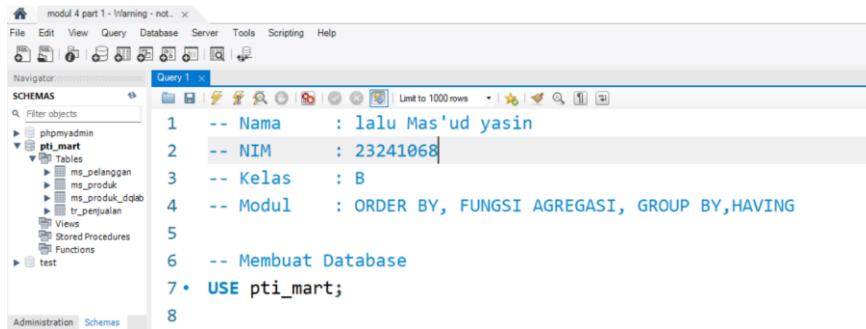 modul 4 part 1 - Warning - not... ×
File Edit View Query Database Server Tools Scripting Help
Navigator
SCHEMAS
Filter objects
phpmyadmin
pti_mart
Tables
ms_pelanggan
ms_produk
ms_produk_dqlab
tr_penjualan
Views
Stored Procedures
Functions
test
Administration Schemas
Query 1 ×
Limit to 1000 rows
1 -- Nama : lalu Mas'ud yasin
2 -- NIM : 23241068
3 -- Kelas : B
4 -- Modul : ORDER BY, FUNGSI AGREGASI, GROUP BY,HAVING
5
6 -- Membuat Database
7 USE pti_mart;
8